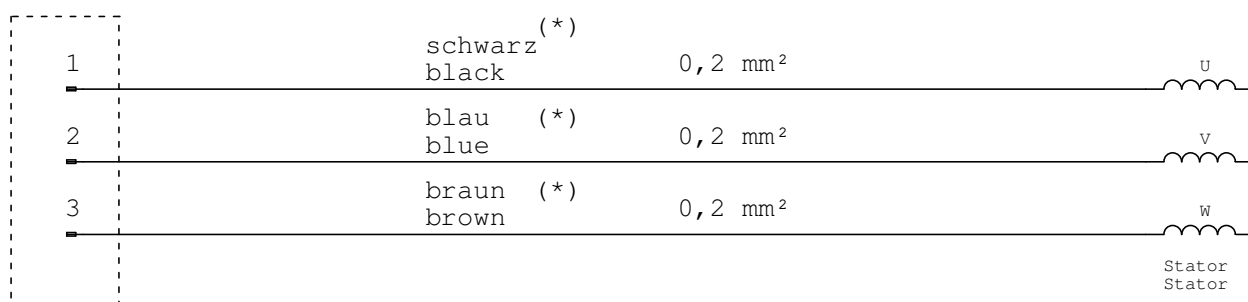 (*)
schwarz
1 black 0,2 mm² U
blau (*)
2 blue 0,2 mm² V
braun (*)
3 brown 0,2 mm² W
Stator
Stator